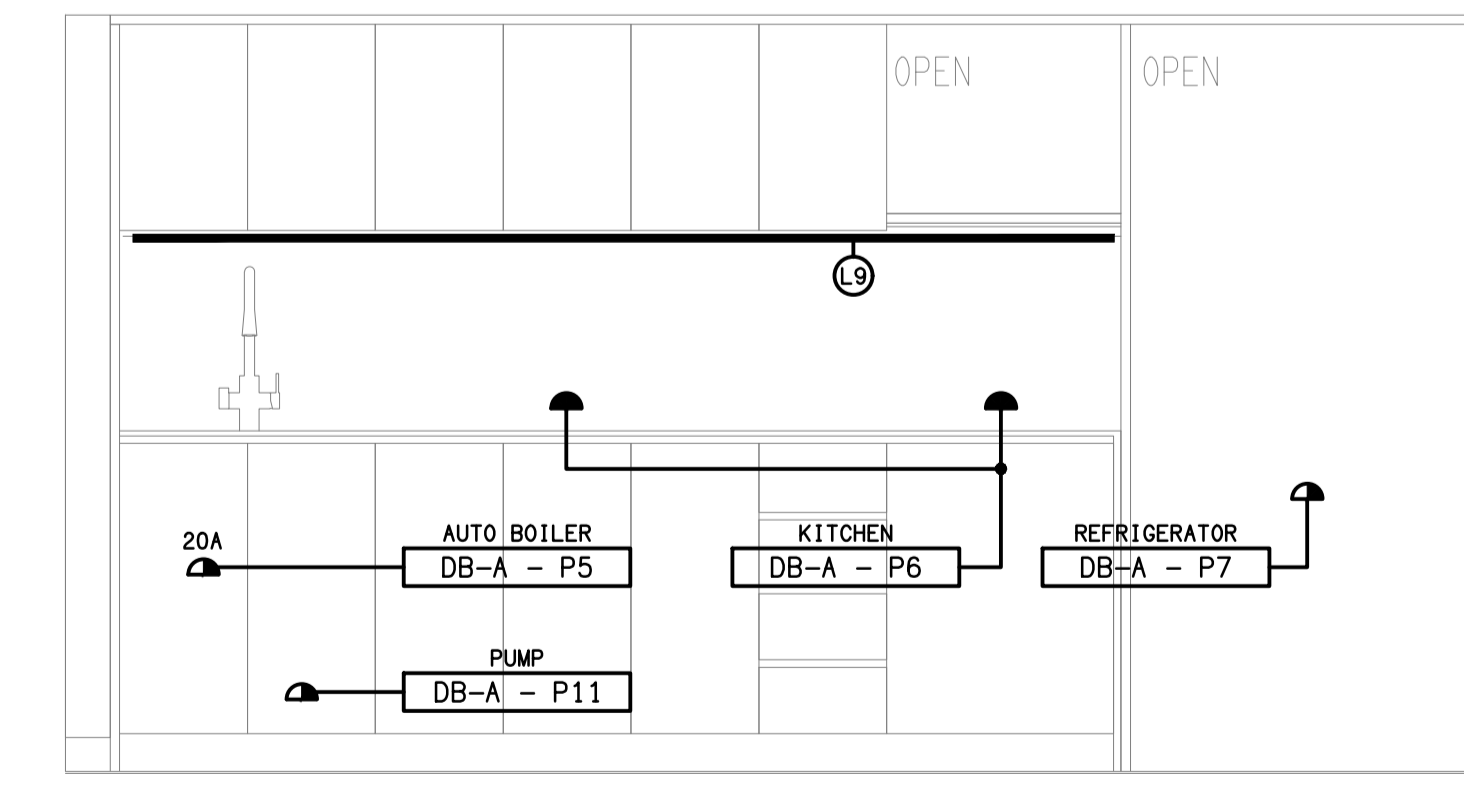 OPEN
OPEN
L9
20A
AUTO BOILER
DB-A - P5
KITCHEN
DB-A - P6
REFRIGERATOR
DB-A - P7
PUMP
DB-A - P11